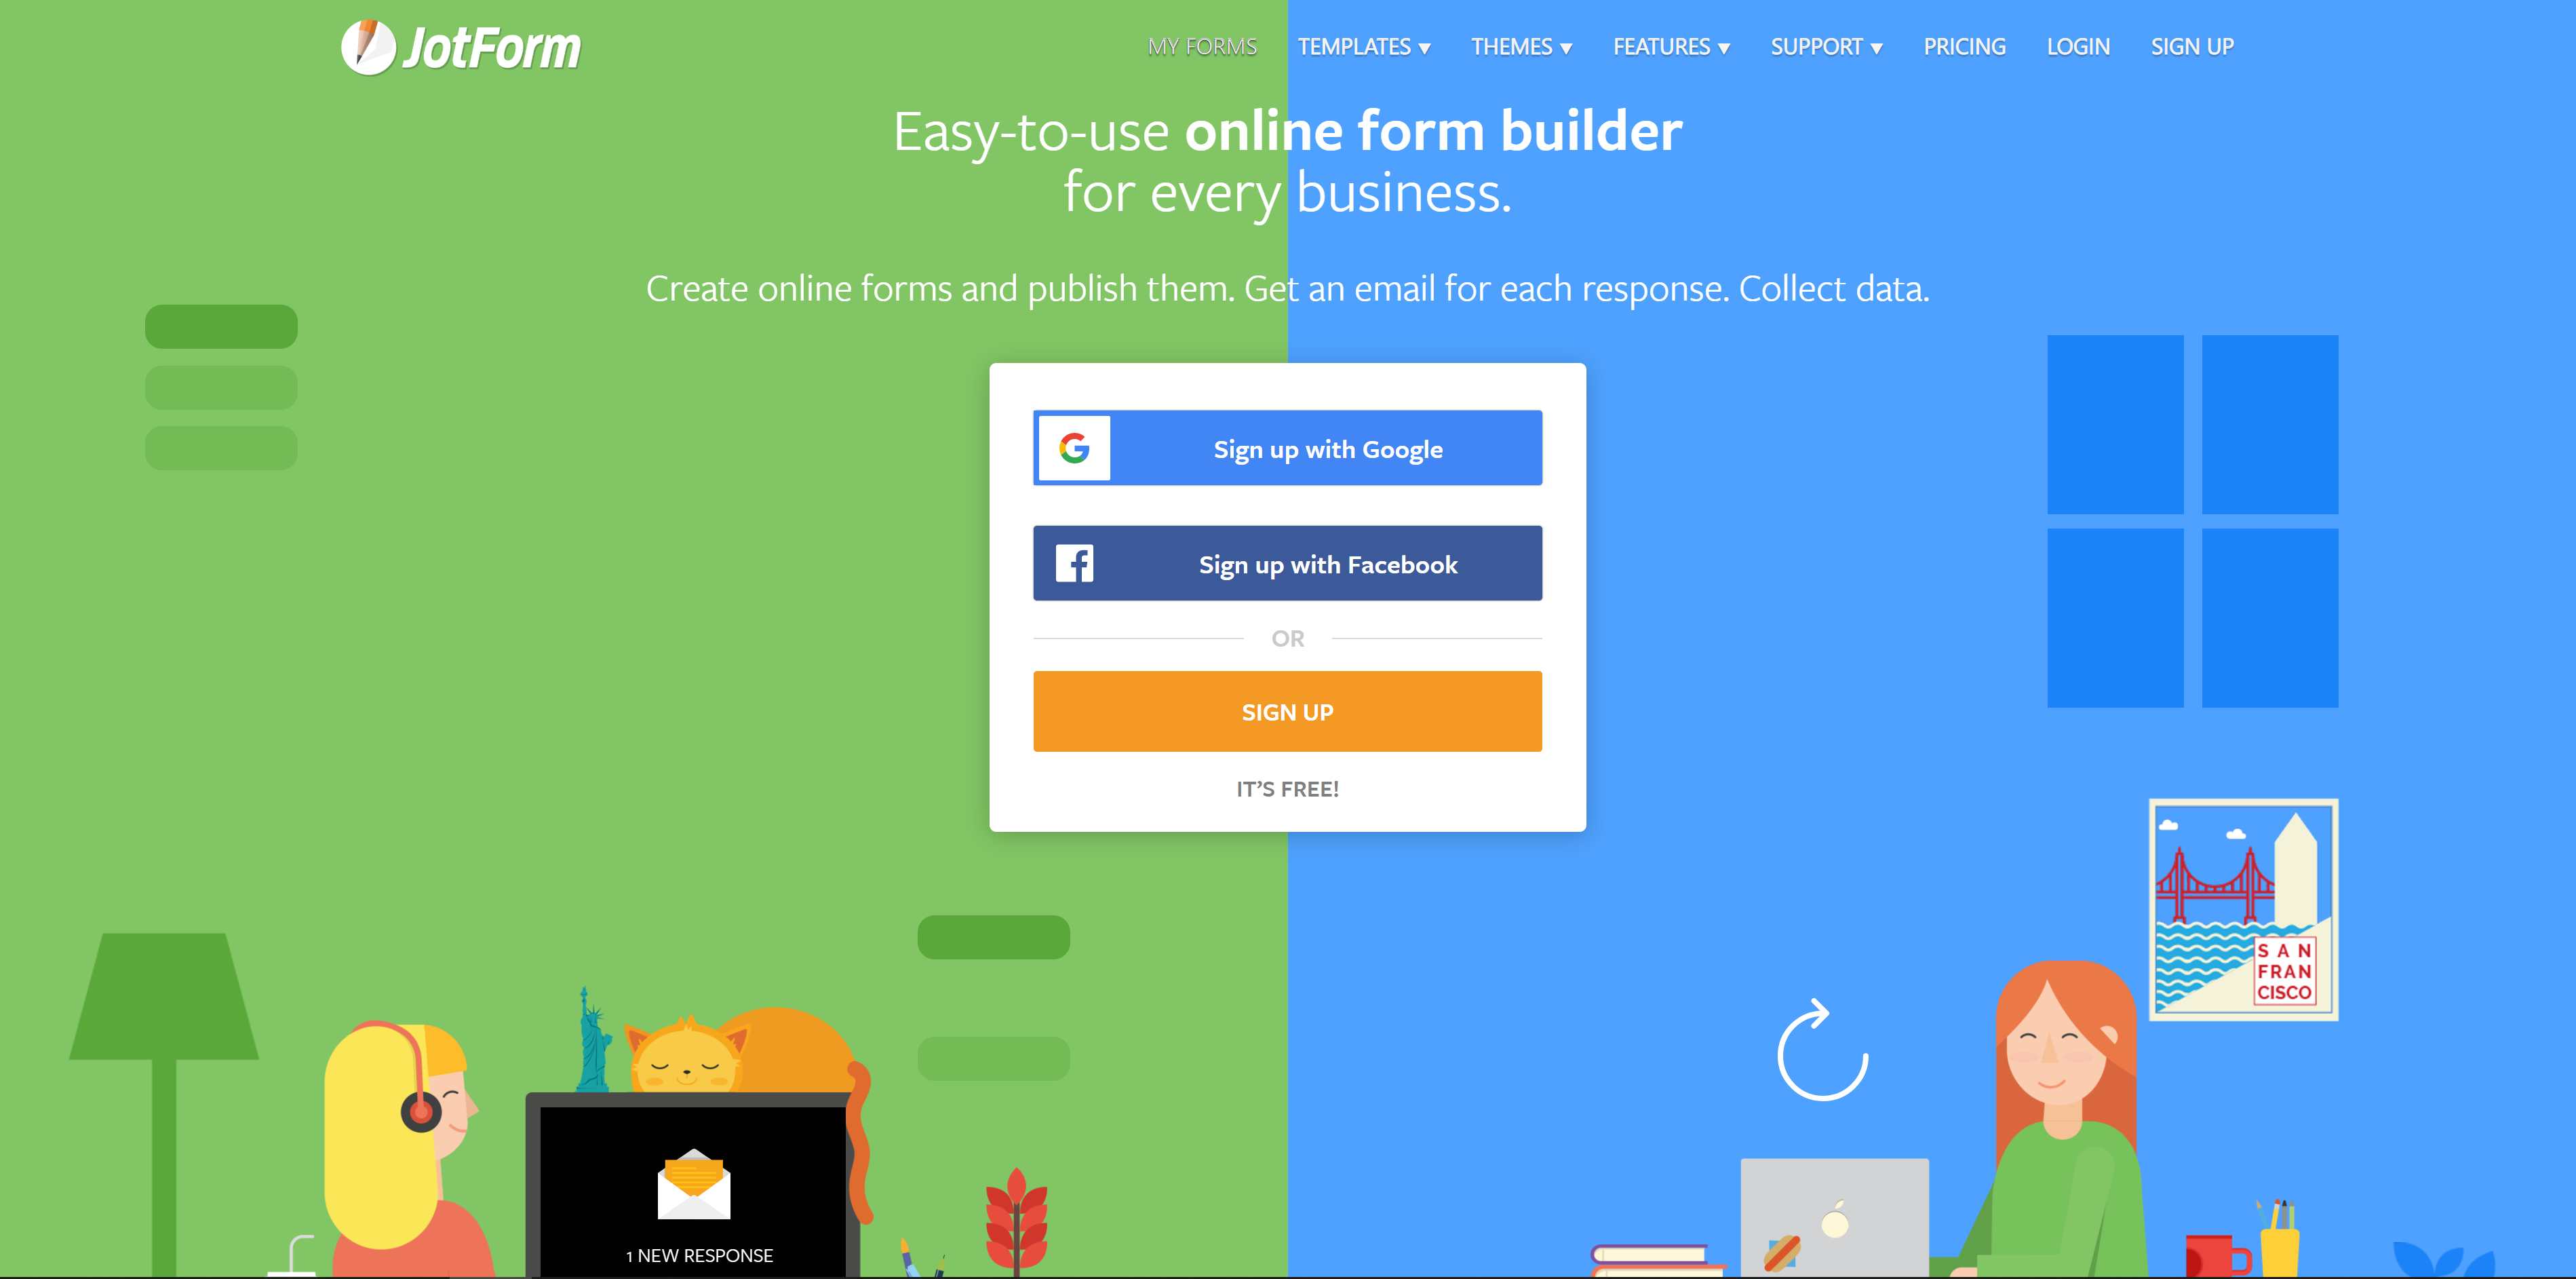 JotForm
MY FORMS TEMPLATES ▼ THEMES ▼ FEATURES ▼ SUPPORT ▼ PRICING LOGIN SIGN UP
Easy-to-use online form builder
for every business.
Create online forms and publish them. Get an email for each response. Collect data.
Sign up with Google
Sign up with Facebook
OR
SIGN UP
IT'S FREE!
SAN
FRAN
CISCO
1 NEW RESPONSE